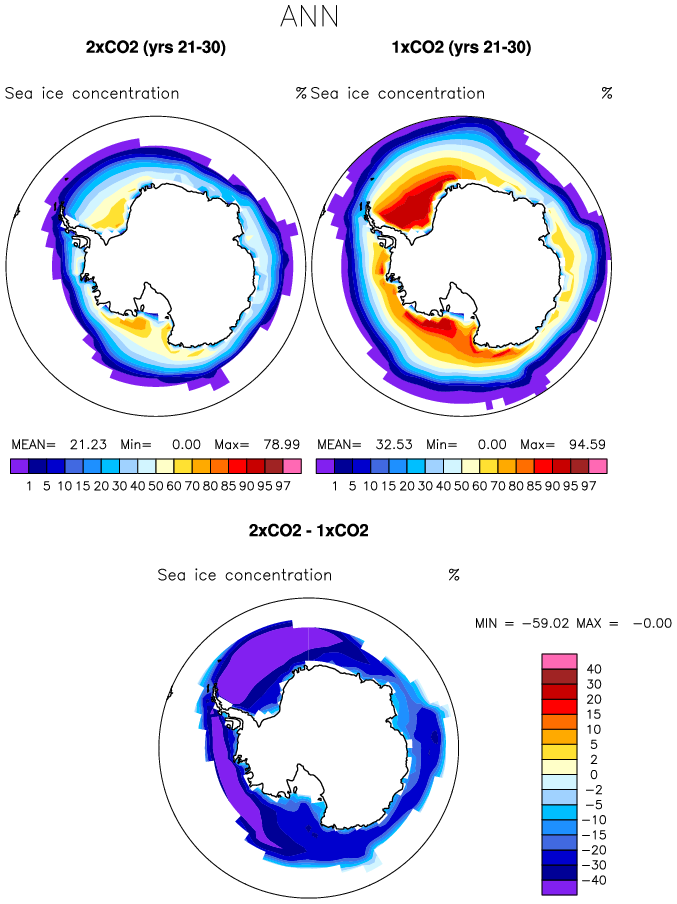 ANN
2xCO2 (yrs 21-30)
1xCO2 (yrs 21-30)
Sea ice concentration %
Sea ice concentration %
MEAN= 21.23 Min= 0.00 Max= 78.99
MEAN= 32.53 Min= 0.00 Max= 94.59
1 5 10 15 20 30 40 50 60 70 80 85 90 95 97
1 5 10 15 20 30 40 50 60 70 80 85 90 95 97
2xCO2 - 1xCO2
Sea ice concentration %
MIN = -59.02 MAX = -0.00
40
30
20
15
10
5
2
0
-2
-5
-10
-15
-20
-30
-40